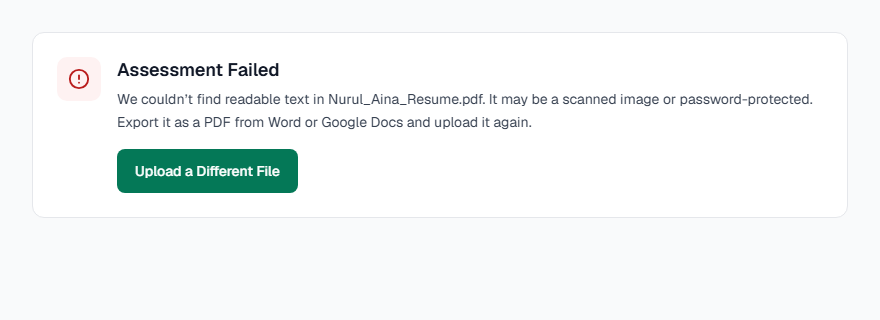 Assessment Failed
We couldn't find readable text in Nurul_Aina_Resume.pdf. It may be a scanned image or password-protected.
Export it as a PDF from Word or Google Docs and upload it again.
Upload a Different File